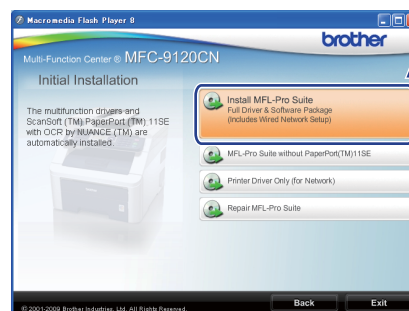 Macromedia Flash Player 8
brother
Multi-Function Center ® MFC-9120CN
Initial Installation
The multifunction drivers and
ScanSoft (TM) PaperPort (TM) 11SE
with OCR by NUANCE (TM) are
automatically installed.
Install MFL-Pro Suite
Full Driver & Software Package
(Includes Wired Network Setup)
MFL-Pro Suite without PaperPort(TM)11SE
Printer Driver Only (for Network)
Repair MFL-Pro Suite
© 2001-2009 Brother Industries, Ltd. All Rights Reserved.
Back
Exit